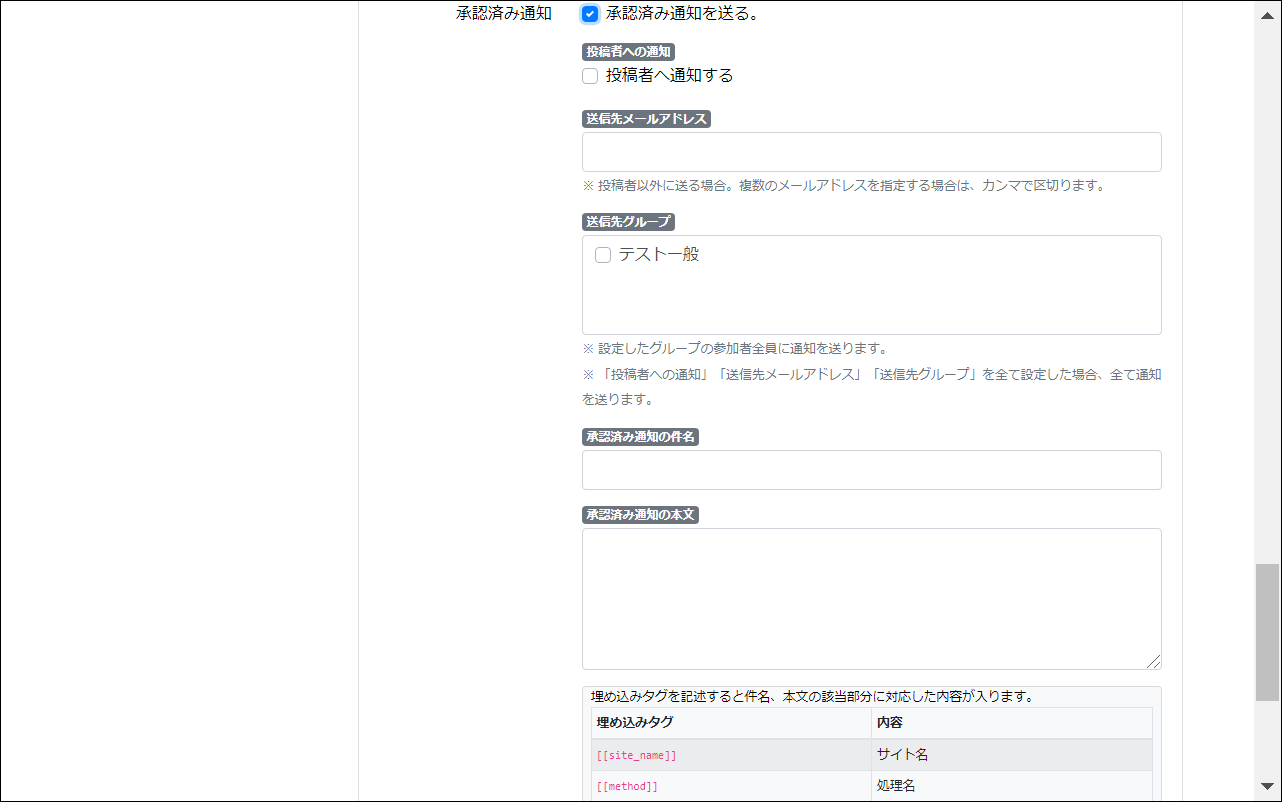 承認済み通知
承認済み通知を送る。
投稿者への通知
投稿者へ通知する
送信先メールアドレス
※ 投稿者以外に送る場合。複数のメールアドレスを指定する場合は、カンマで区切ります。
送信先グループ
テスト一般
※ 設定したグループの参加者全員に通知を送ります。
※ 「投稿者への通知」「送信先メールアドレス」「送信先グループ」を全て設定した場合、全て通知
を送ります。
承認済み通知の件名
承認済み通知の本文
埋め込みタグを記述すると件名、本文の該当部分に対応した内容が入ります。
埋め込みタグ 内容
[[site_name]] サイト名
[[method]] 処理名